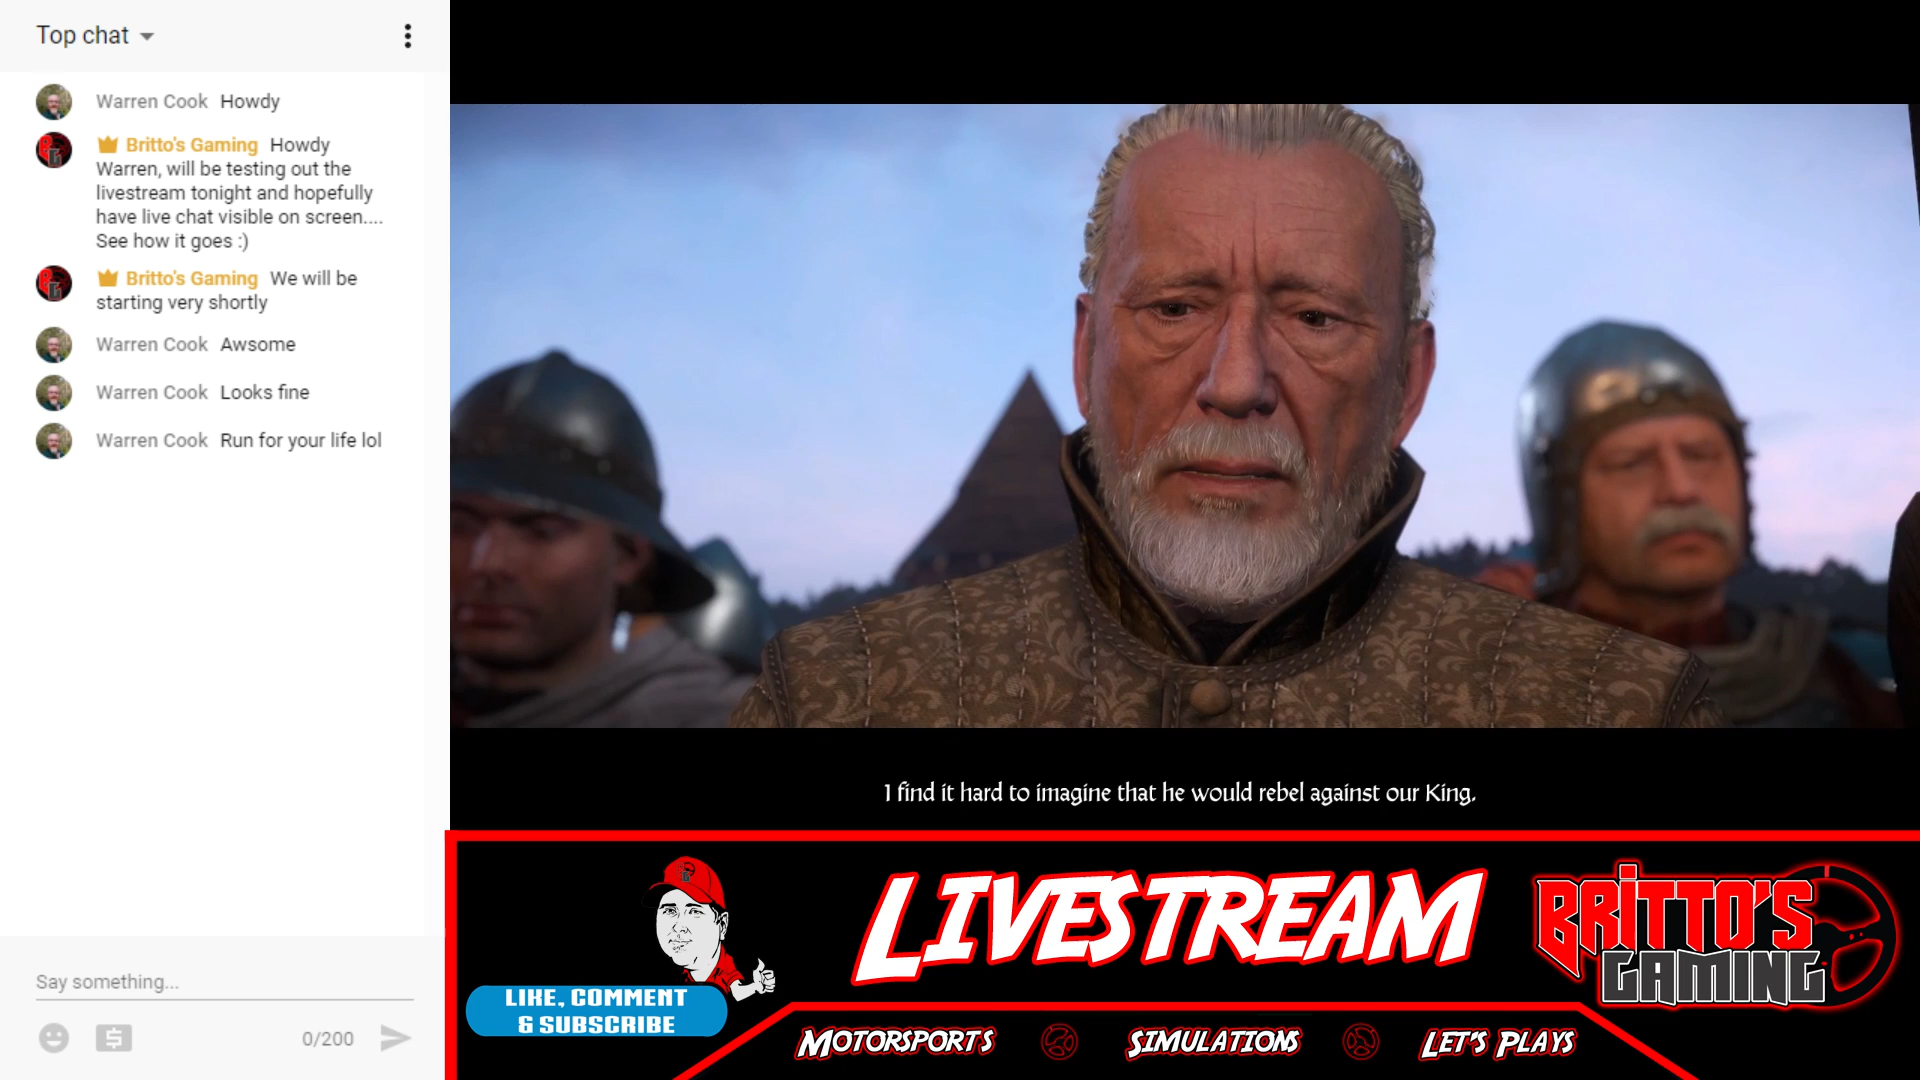 Top chat
Warren Cook Howdy
Britto's Gaming Howdy
Warren, will be testing out the
livestream tonight and hopefully
have live chat visible on screen....
See how it goes :)
Britto's Gaming We will be
starting very shortly
Warren Cook Awsome
Warren Cook Looks fine
Warren Cook Run for your life lol
Say something...
0/200
I find it hard to imagine that he would rebel against our King.
LIKE, COMMENT
& SUBSCRIBE
LIVESTREAM
BRITTO'S
GAMING
MOTORSPORTS
SIMULATIONS
LET'S PLAYS